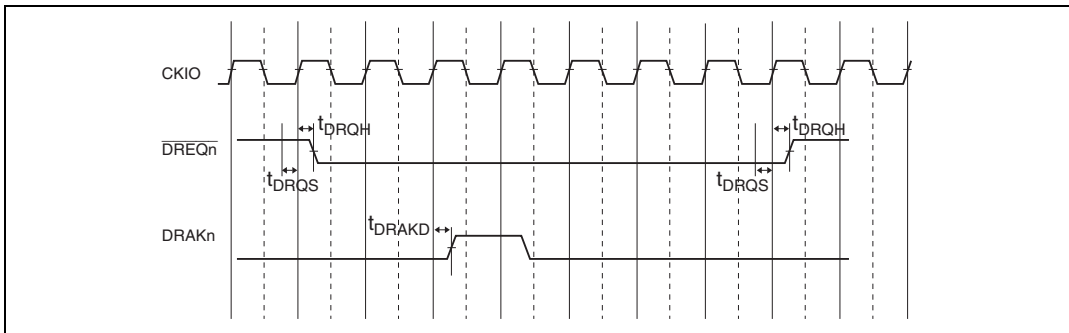 CKIO
tDRQH
tDRQH
DREQn
tDRQS
tDRQS
tDRAKD
DRAKn